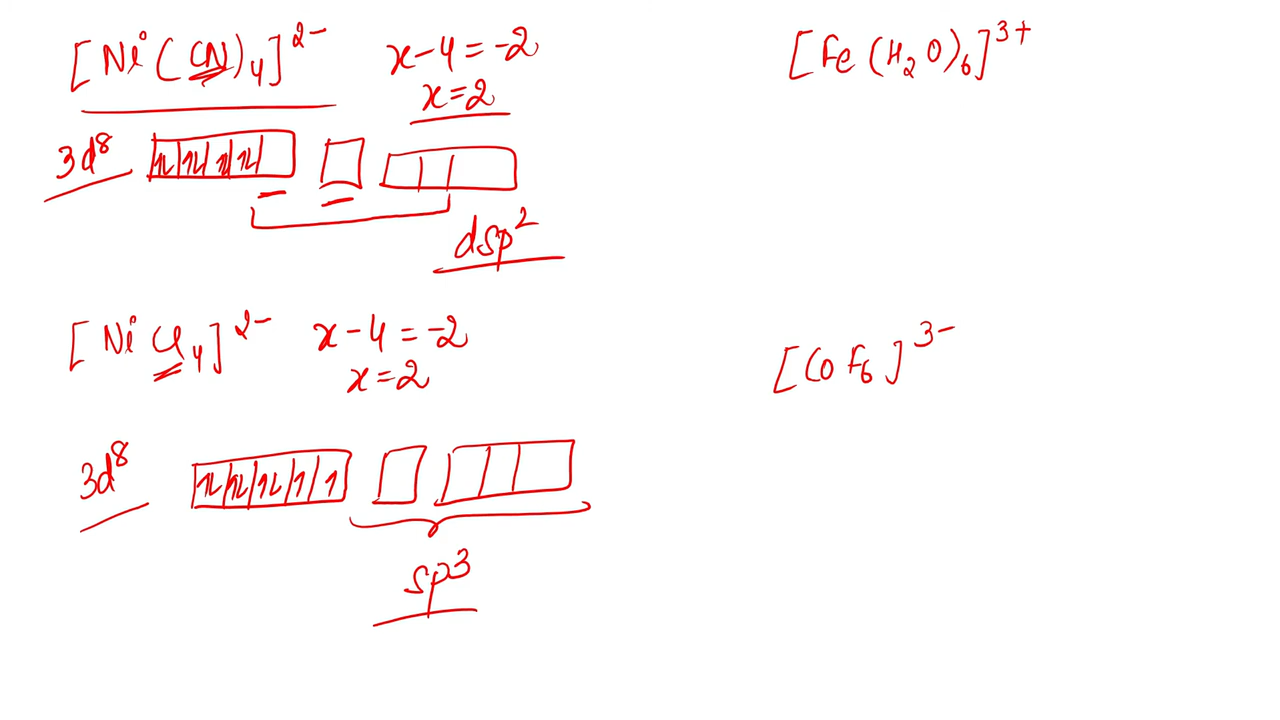 [Ni(CN)₄]²⁻
x-4=-2
x=2
3d⁸
dsp²
[NiCl₄]²⁻
x-4=-2
x=2
3d⁸
sp³
[Fe(H₂O)₆]³⁺
[CoF₆]³⁻